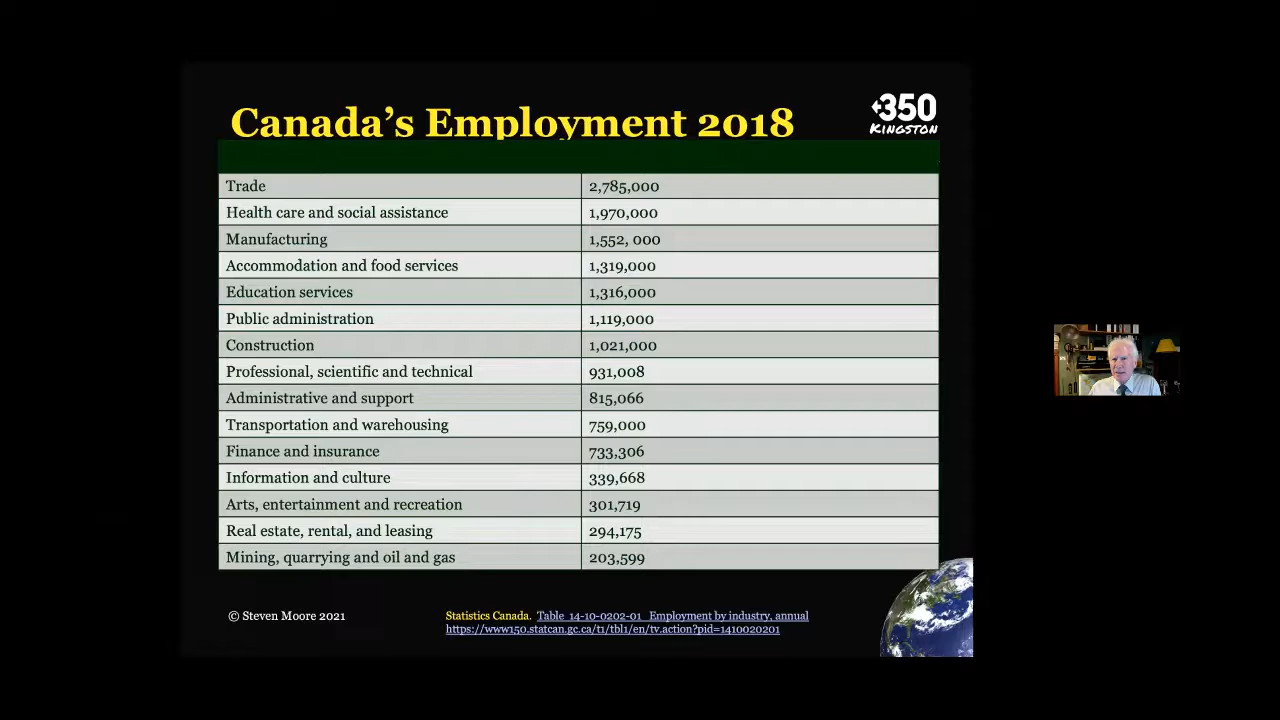 Canada's Employment 2018
350
KINGSTON
Trade 2,785,000
Health care and social assistance 1,970,000
Manufacturing 1,552, 000
Accommodation and food services 1,319,000
Education services 1,316,000
Public administration 1,119,000
Construction 1,021,000
Professional, scientific and technical 931,008
Administrative and support 815,066
Transportation and warehousing 759,000
Finance and insurance 733,306
Information and culture 339,668
Arts, entertainment and recreation 301,719
Real estate, rental, and leasing 294,175
Mining, quarrying and oil and gas 203,599
© Steven Moore 2021
Statistics Canada. Table 14-10-0202-01 Employment by industry, annual
https://www150.statcan.gc.ca/t1/tbl1/en/tv.action?pid=1410020201